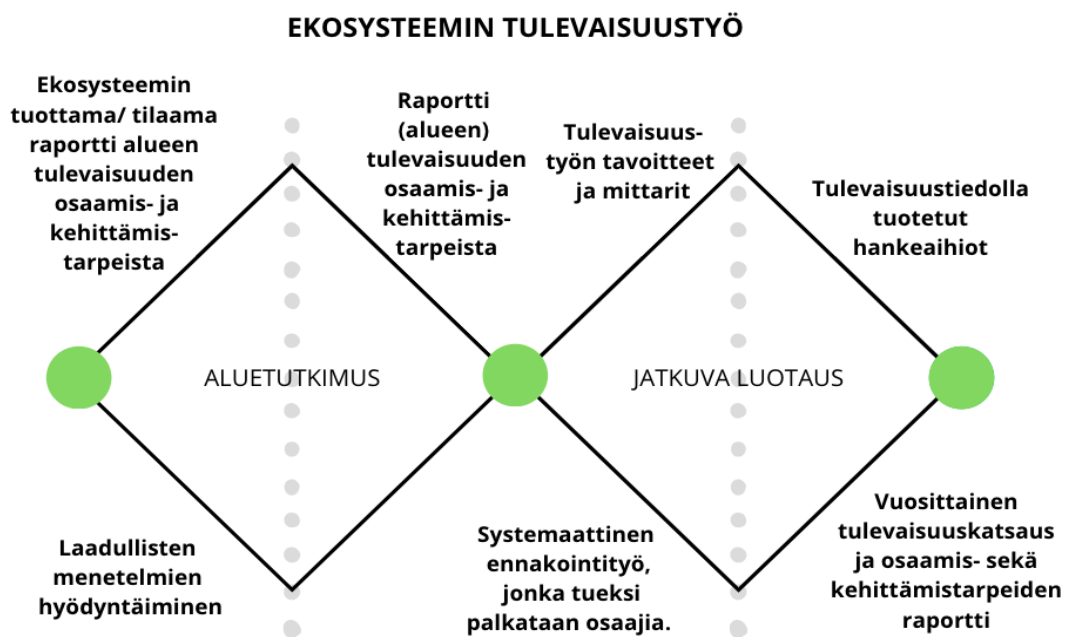 EKOSYSTEEMIN TULEVAISUUSTYÖ
Ekosysteemin
tuottama/ tilaama
raportti alueen
tulevaisuuden
osaamis- ja
kehittämis-
tarpeista
Raportti
(alueen)
tulevaisuuden
osaamis- ja
kehittämis-
tarpeista
Tulevaisuus-
työn tavoitteet
ja mittarit
Tulevaisuustiedolla
tuotetut
hankeaihiot
ALUETUTKIMUS
JATKUVA LUOTAUS
Laadullisten
menetelmien
hyödyntäiminen
Systemaattinen
ennakointityö,
jonka tueksi
palkataan osaajia.
Vuosittainen
tulevaisuuskatsaus
ja osaamis- sekä
kehittämistarpeiden
raportti